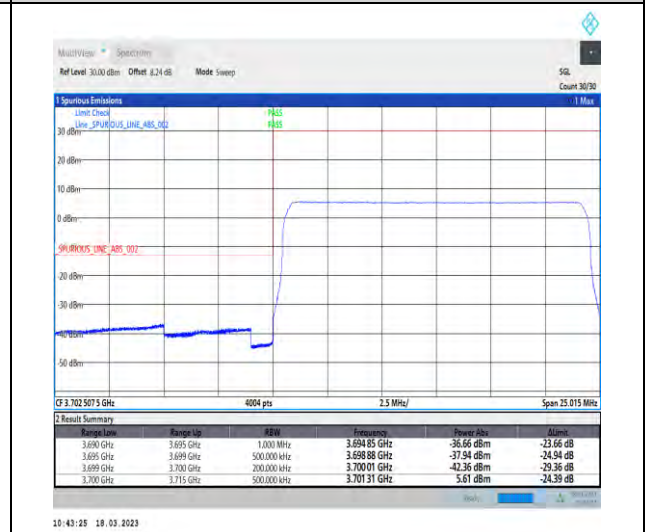 MultiView Spectrum
Ref Level 30.00 dBm Offset 8.24 dB Mode Sweep SGL
Count 30/30
1 Spurious Emissions 1 Max
Limit Check PASS
Line _SPURIOUS_LINE_ABS_002 PASS
30 dBm
20 dBm
10 dBm
0 dBm
_SPURIOUS_LINE_ABS_002
-20 dBm
-30 dBm
-40 dBm
-50 dBm
CF 3.702 507 5 GHz 4004 pts 2.5 MHz/ Span 25.015 MHz
2 Result Summary
Range Low Range Up RBW Frequency Power Abs ΔLimit
3.690 GHz 3.695 GHz 1.000 MHz 3.694 85 GHz -36.66 dBm -23.66 dB
3.695 GHz 3.699 GHz 500.000 kHz 3.698 88 GHz -37.94 dBm -24.94 dB
3.699 GHz 3.700 GHz 200.000 kHz 3.700 01 GHz -42.36 dBm -29.36 dB
3.700 GHz 3.715 GHz 500.000 kHz 3.701 31 GHz 5.61 dBm -24.39 dB
Ready
10:43:25 18.03.2023